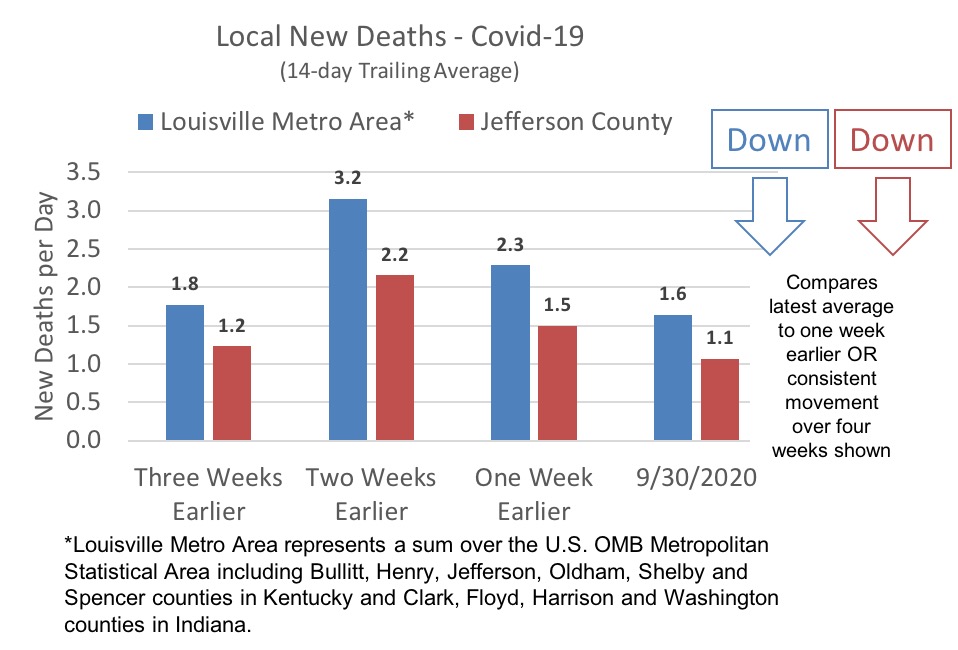 Local New Deaths - Covid-19
(14-day Trailing Average)
Louisville Metro Area*
Jefferson County
Down
Down
New Deaths per Day
3.5
3.0
2.5
2.0
1.5
1.0
0.5
0.0
1.8
1.2
3.2
2.2
2.3
1.5
1.6
1.1
Three Weeks
Earlier
Two Weeks
Earlier
One Week
Earlier
9/30/2020
Compares
latest average
to one week
earlier OR
consistent
movement
over four
weeks shown
*Louisville Metro Area represents a sum over the U.S. OMB Metropolitan
Statistical Area including Bullitt, Henry, Jefferson, Oldham, Shelby and
Spencer counties in Kentucky and Clark, Floyd, Harrison and Washington
counties in Indiana.